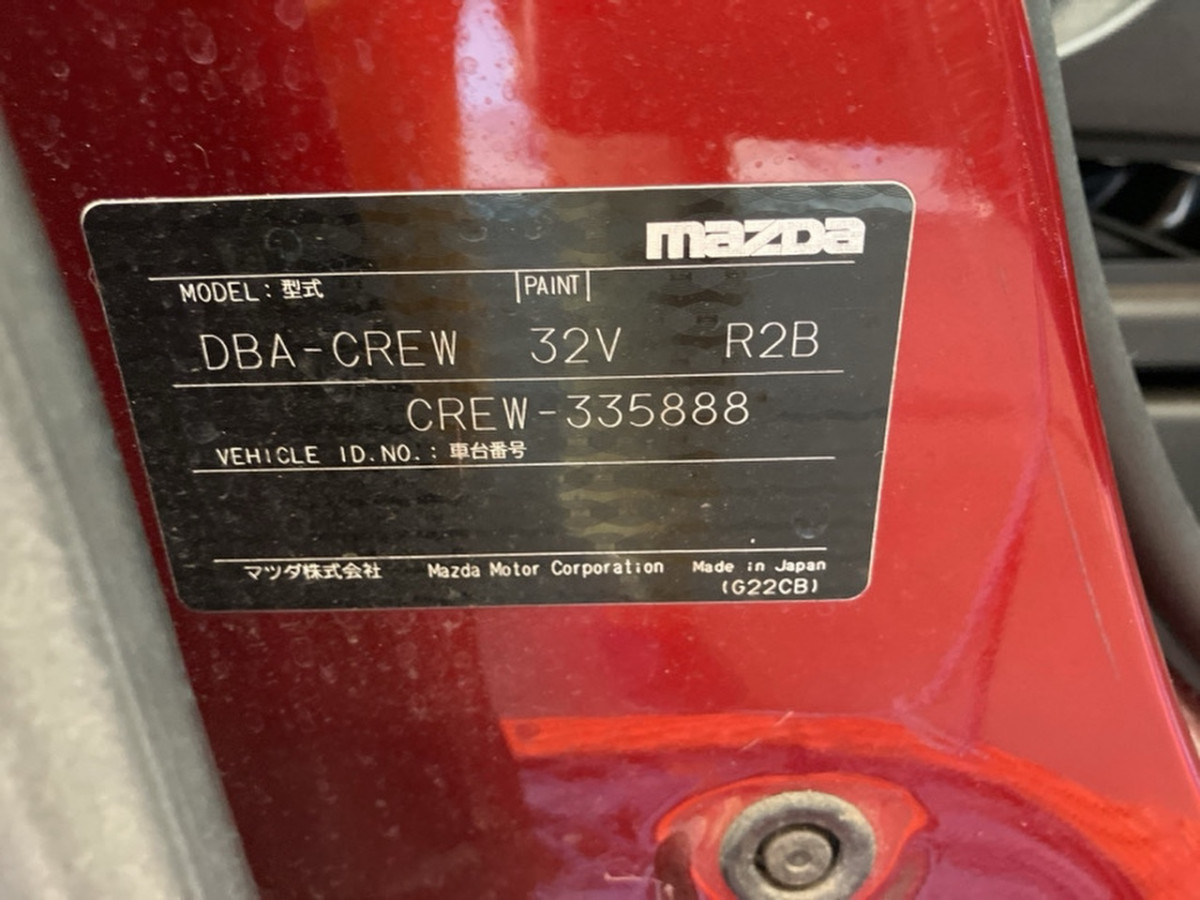 mazda
MODEL: 型式 |PAINT|
DBA-CREW 32V R2B
CREW-335888
VEHICLE ID.NO.: 車台番号
マツダ株式会社 Mazda Motor Corporation Made in Japan
(G22CB)